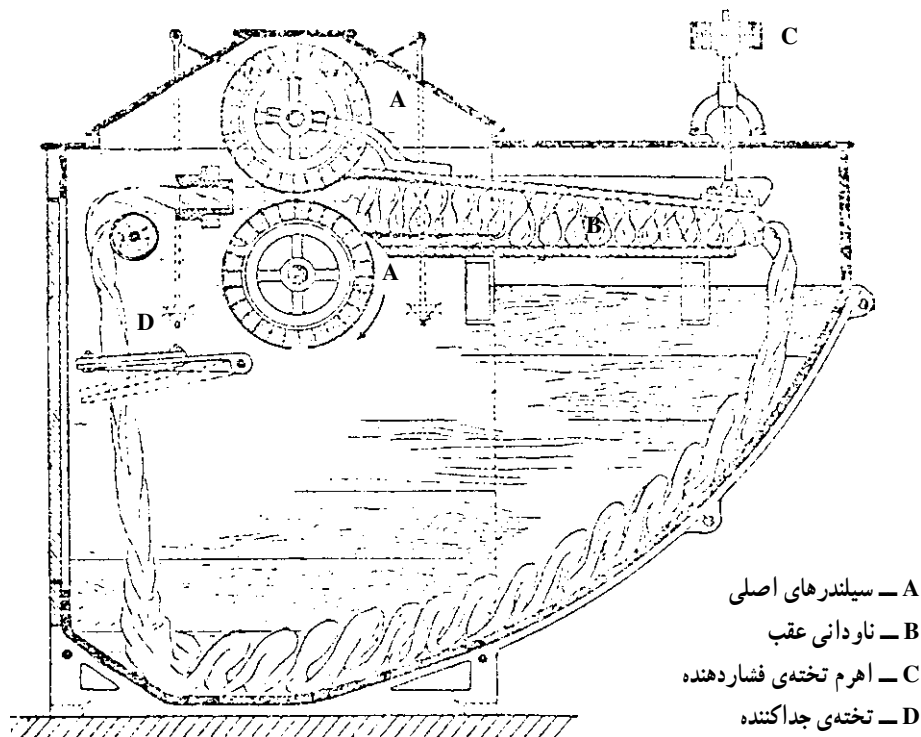 C
A
B
A
D
A ــ سیلندرهای اصلی
B ــ ناودانی عقب
C ــ اهرم تخته‌ی فشاردهنده
D ــ تخته‌ی جداکننده